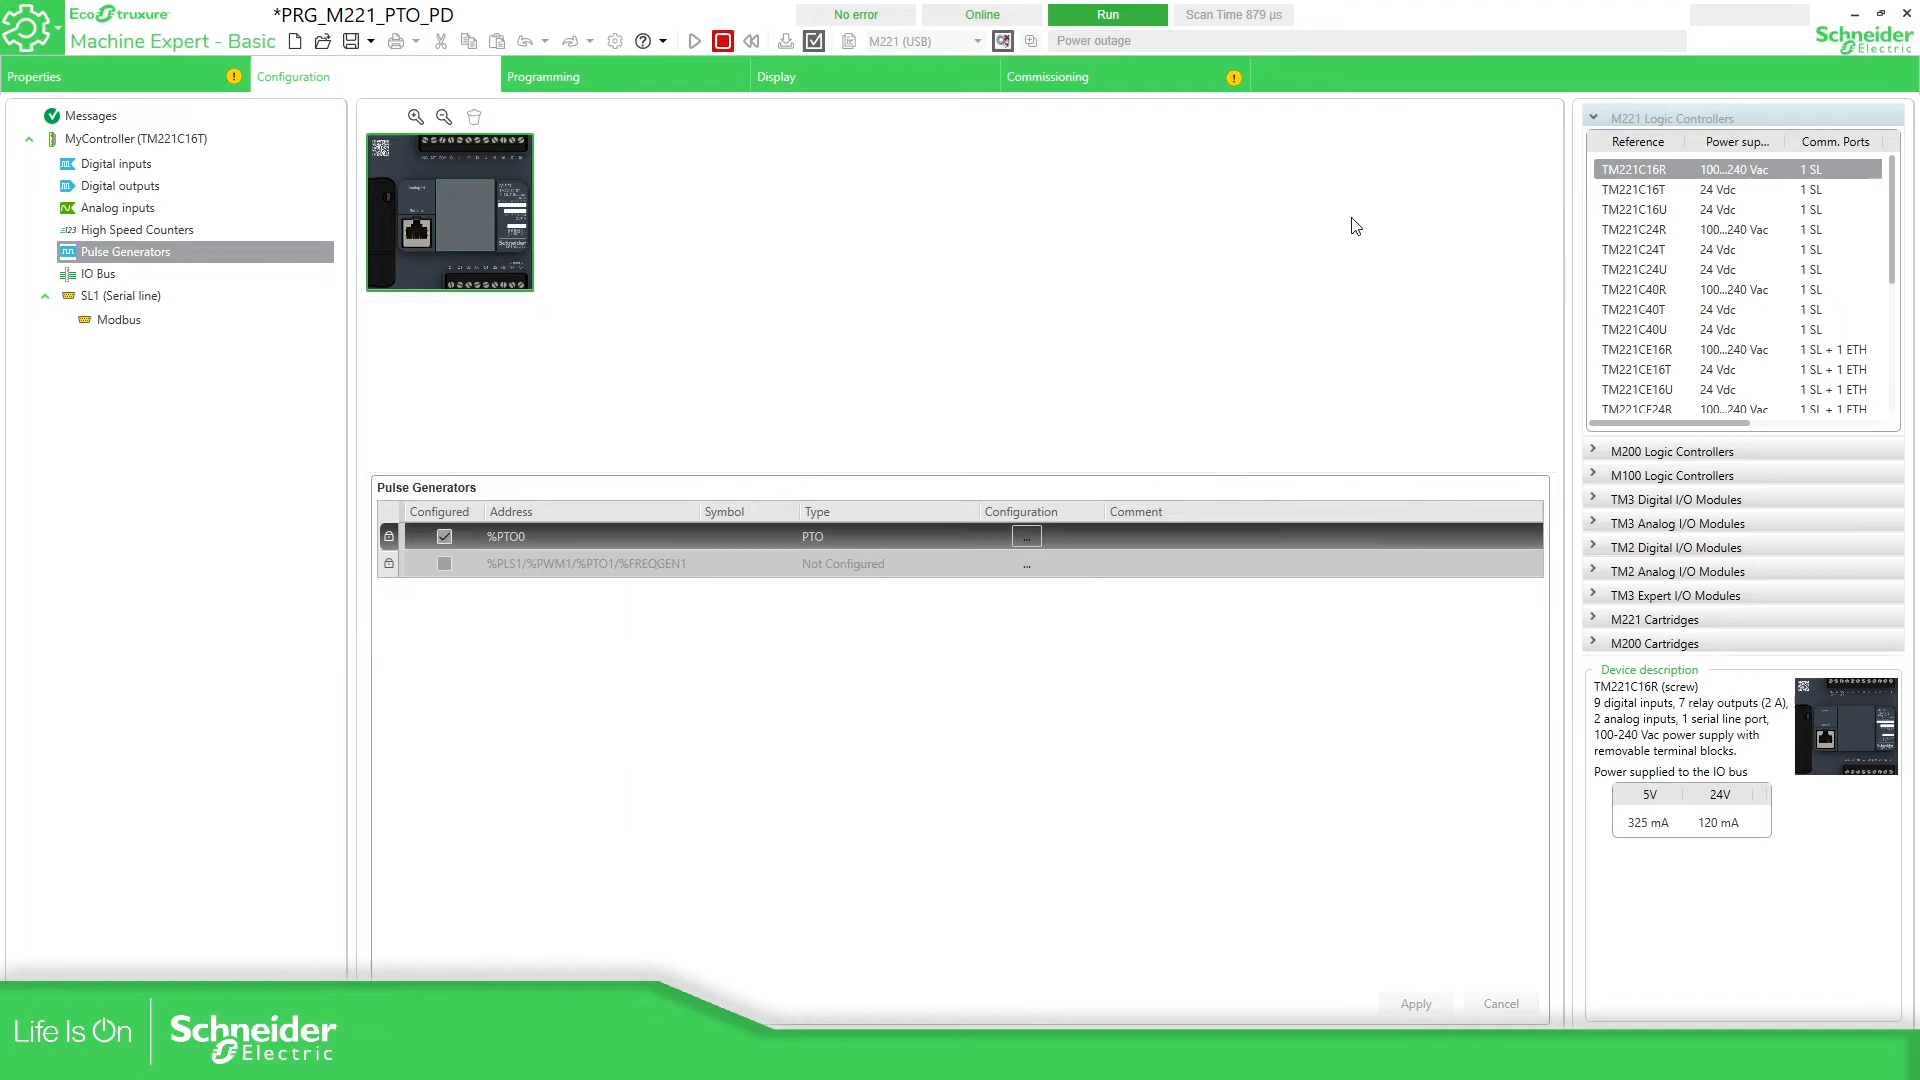 EcoStruxure
Machine Expert - Basic
*PRG_M221_PTO_PD
No error
Online
Run
Scan Time 879 µs
M221 (USB)
Power outage
Schneider
Electric
Properties
Configuration
Programming
Display
Commissioning
Messages
MyController (TM221C16T)
Digital inputs
Digital outputs
Analog inputs
High Speed Counters
Pulse Generators
IO Bus
SL1 (Serial line)
Modbus
Pulse Generators
Configured Address Symbol Type Configuration Comment
%PTO0 PTO ...
%PLS1/%PWM1/%PTO1/%FREQGEN1 Not Configured ...
Apply
Cancel
M221 Logic Controllers
Reference Power sup... Comm. Ports
TM221C16R 100...240 Vac 1 SL
TM221C16T 24 Vdc 1 SL
TM221C16U 24 Vdc 1 SL
TM221C24R 100...240 Vac 1 SL
TM221C24T 24 Vdc 1 SL
TM221C24U 24 Vdc 1 SL
TM221C40R 100...240 Vac 1 SL
TM221C40T 24 Vdc 1 SL
TM221C40U 24 Vdc 1 SL
TM221CE16R 100...240 Vac 1 SL + 1 ETH
TM221CE16T 24 Vdc 1 SL + 1 ETH
TM221CE16U 24 Vdc 1 SL + 1 ETH
TM221CE24R 100...240 Vac 1 SL + 1 ETH
M200 Logic Controllers
M100 Logic Controllers
TM3 Digital I/O Modules
TM3 Analog I/O Modules
TM2 Digital I/O Modules
TM2 Analog I/O Modules
TM3 Expert I/O Modules
M221 Cartridges
M200 Cartridges
Device description
TM221C16R (screw)
9 digital inputs, 7 relay outputs (2 A),
2 analog inputs, 1 serial line port,
100-240 Vac power supply with
removable terminal blocks.
Power supplied to the IO bus
5V 24V
325 mA 120 mA
Life Is On
Schneider
Electric